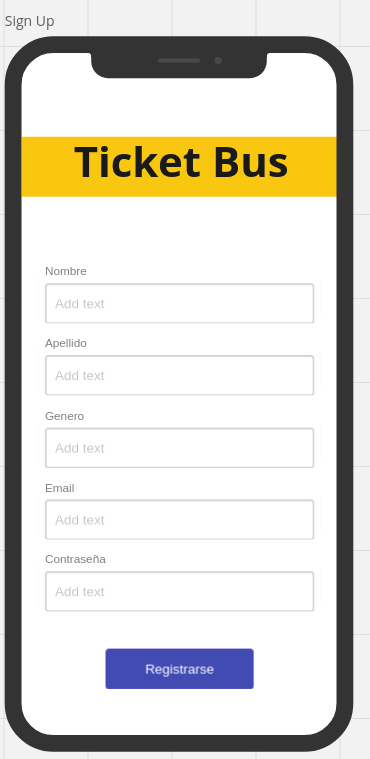 Sign Up
Ticket Bus
Nombre
Add text
Apellido
Add text
Genero
Add text
Email
Add text
Contraseña
Add text
Registrarse